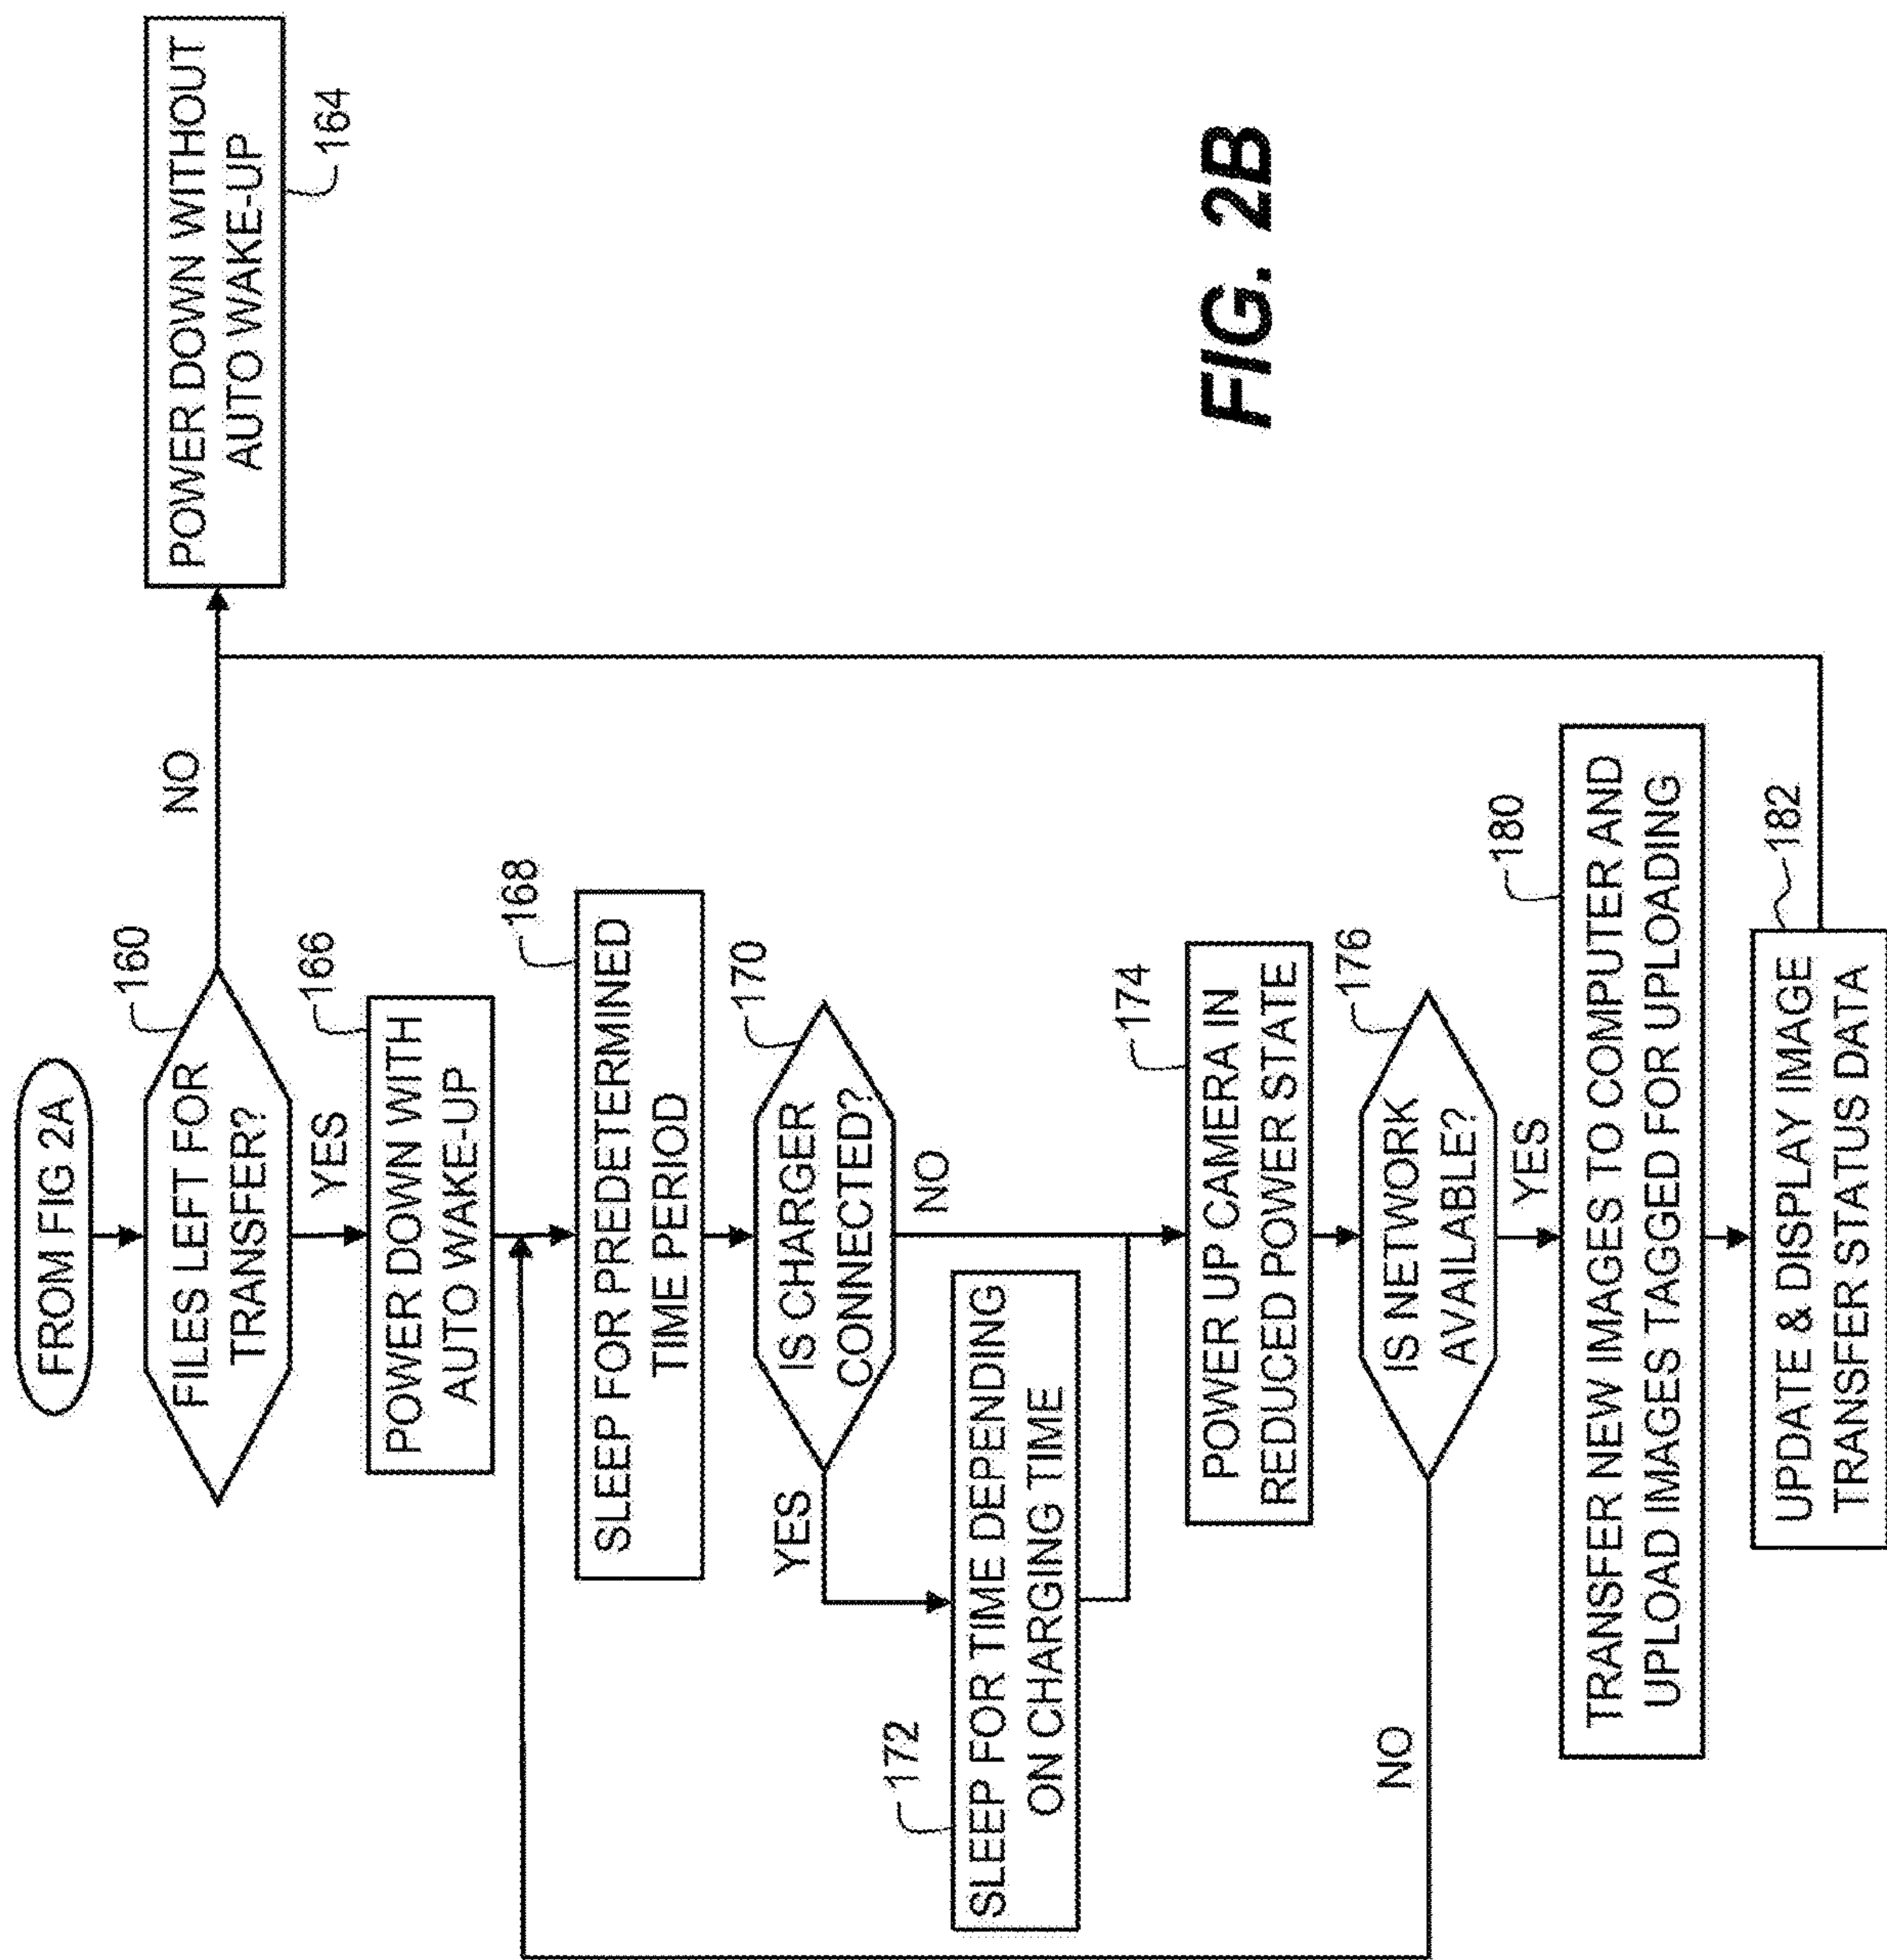 FROM FIG 2A
160
FILES LEFT FOR
TRANSFER?
NO
POWER DOWN WITHOUT
AUTO WAKE-UP
164
YES
166
POWER DOWN WITH
AUTO WAKE-UP
168
SLEEP FOR PREDETERMINED
TIME PERIOD
170
IS CHARGER
CONNECTED?
YES
NO
172
SLEEP FOR TIME DEPENDING
ON CHARGING TIME
174
POWER UP CAMERA IN
REDUCED POWER STATE
176
IS NETWORK
AVAILABLE?
NO
YES
180
TRANSFER NEW IMAGES TO COMPUTER AND
UPLOAD IMAGES TAGGED FOR UPLOADING
182
UPDATE & DISPLAY IMAGE
TRANSFER STATUS DATA
FIG. 2B